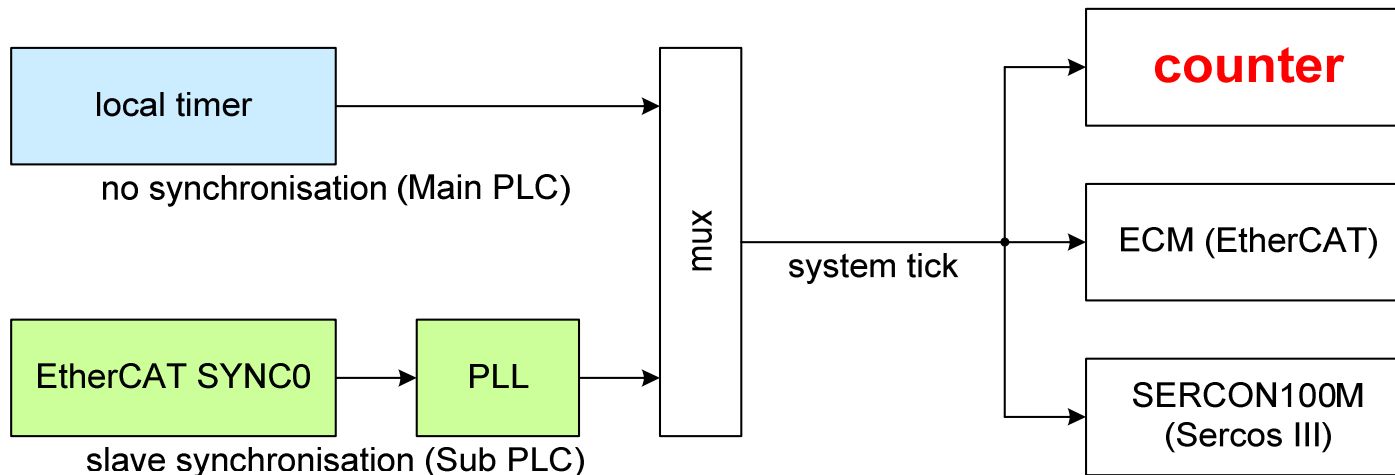 local timer
no synchronisation (Main PLC)
EtherCAT SYNC0
PLL
slave synchronisation (Sub PLC)
mux
system tick
counter
ECM (EtherCAT)
SERCON100M
(Sercos III)